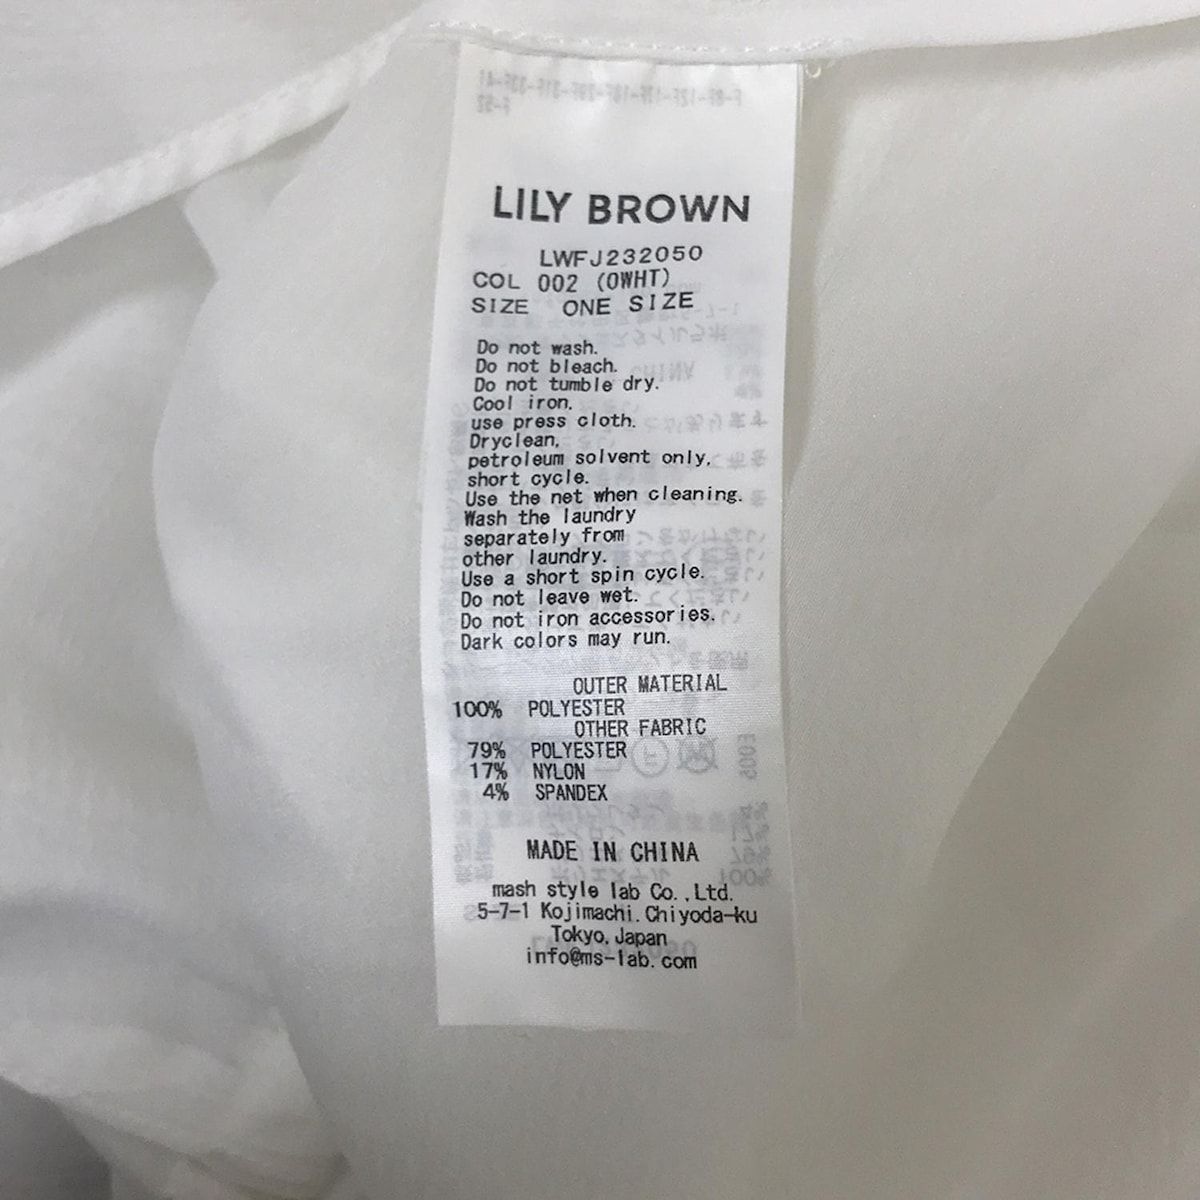 LILY BROWN
LWFJ232050
COL 002 (OWHT)
SIZE ONE SIZE
Do not wash.
Do not bleach.
Do not tumble dry.
Cool iron.
use press cloth.
Dryclean,
petroleum solvent only,
short cycle.
Use the net when cleaning.
Wash the laundry
separately from
other laundry.
Use a short spin cycle.
Do not leave wet.
Do not iron accessories.
Dark colors may run.
OUTER MATERIAL
100% POLYESTER
OTHER FABRIC
79% POLYESTER
17% NYLON
4% SPANDEX
MADE IN CHINA
mash style lab Co.,Ltd.
5-7-1 Kojimachi.Chiyoda-ku
Tokyo,Japan
info@ms-lab.com